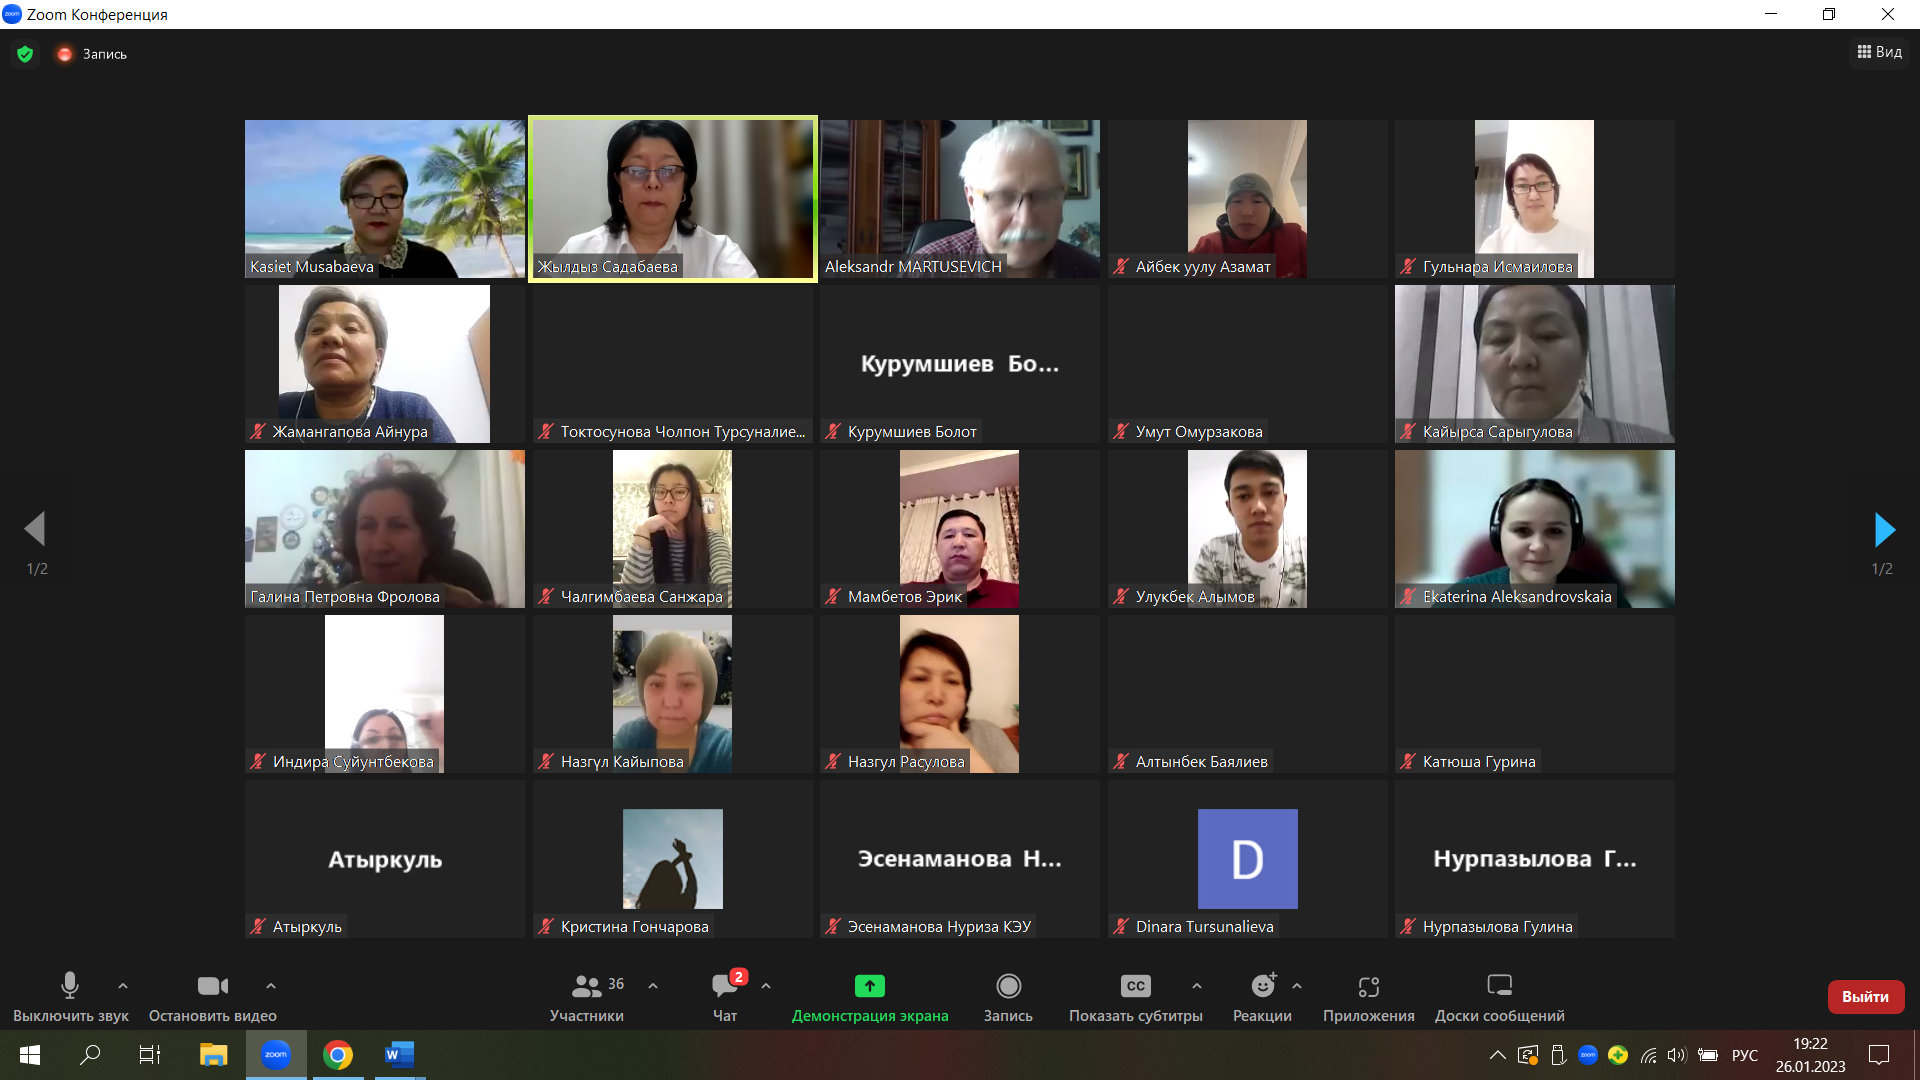 Zoom Конференция
Запись
Вид
Kasiet Musabaeva
Жылдыз Садабаева
Aleksandr MARTUSEVICH
Айбек уулу Азамат
Гульнара Исмаилова
Курумшиев Бо...
Жамангапова Айнура
Токтосунова Чолпон Турсуналие...
Курумшиев Болот
Умут Омурзакова
Кайырса Сарыгулова
1/2
1/2
Галина Петровна Фролова
Чалгимбаева Санжара
Мамбетов Эрик
Улукбек Алымов
Ekaterina Aleksandrovskaia
Индира Суйунтбекова
Назгүл Кайыпова
Назгул Расулова
Алтынбек Баялиев
Катюша Гурина
Атыркуль
Эсенаманова Н...
D
Нурпазылова Г...
Атыркуль
Кристина Гончарова
Эсенаманова Нуриза КЭУ
Dinara Tursunalieva
Нурпазылова Гулина
36
2
CC
Выключить звук
Остановить видео
Участники
Чат
Демонстрация экрана
Запись
Показать субтитры
Реакции
Приложения
Доски сообщений
Выйти
zoom
W
zoom
РУС
19:22
26.01.2023